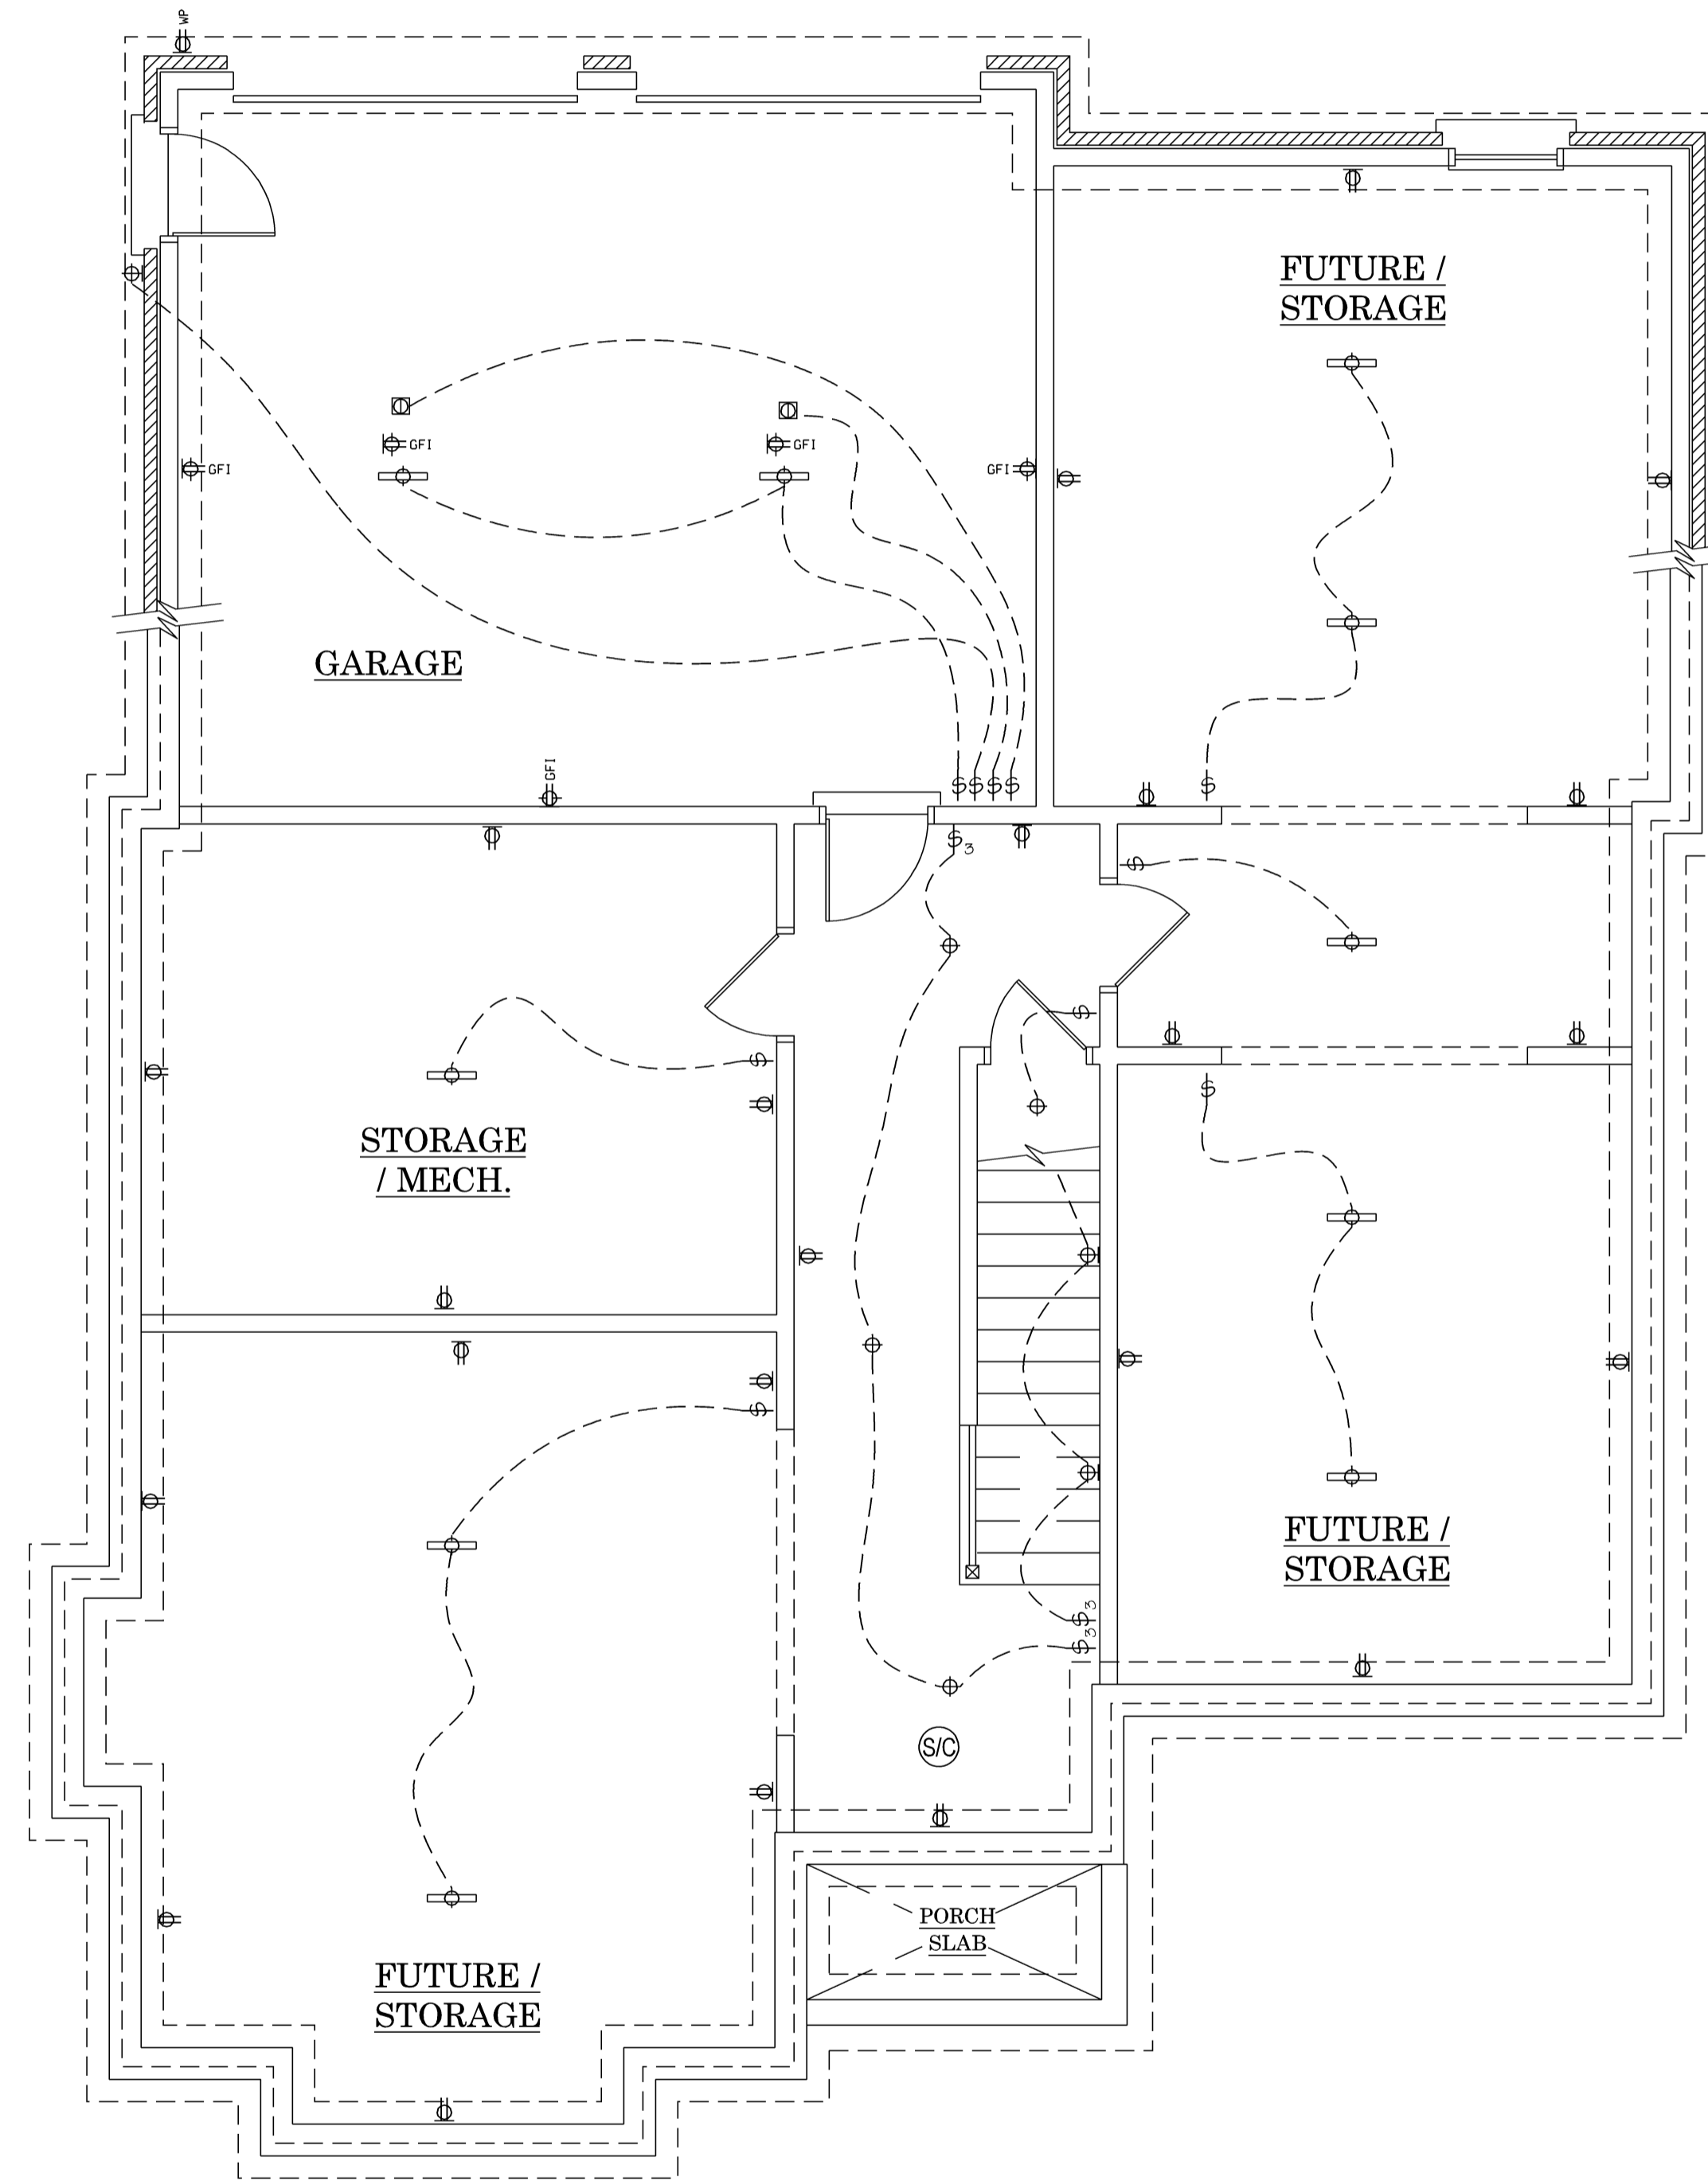 WP
FUTURE /
STORAGE
GFI
GFI
GFI
GFI
GARAGE
GFI
$ $ $ $
$
$3
$
$
$
$
STORAGE
/ MECH.
$
$3
$3
FUTURE /
STORAGE
S/C
PORCH
SLAB
FUTURE /
STORAGE